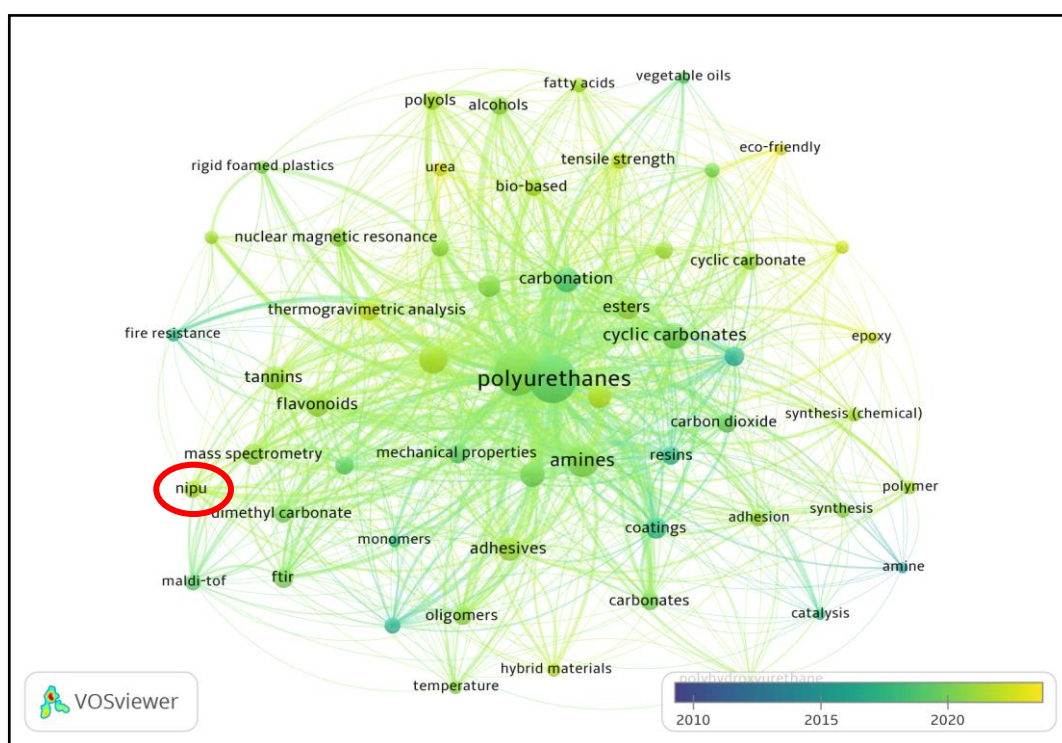 vegetable oils
fatty acids
polyols
alcohols
eco-friendly
rigid foamed plastics
urea
tensile strength
bio-based
nuclear magnetic resonance
cyclic carbonate
carbonation
thermogravimetric analysis
esters
fire resistance
cyclic carbonates
epoxy
polyurethanes
tannins
flavonoids
carbon dioxide
synthesis (chemical)
mass spectrometry
mechanical properties
amines
resins
nipu
polymer
dimethyl carbonate
synthesis
adhesion
coatings
monomers
adhesives
amine
maldi-tof
ftir
carbonates
oligomers
catalysis
hybrid materials
temperature
polyhydroxyurethane
VOSviewer
2010 2015 2020